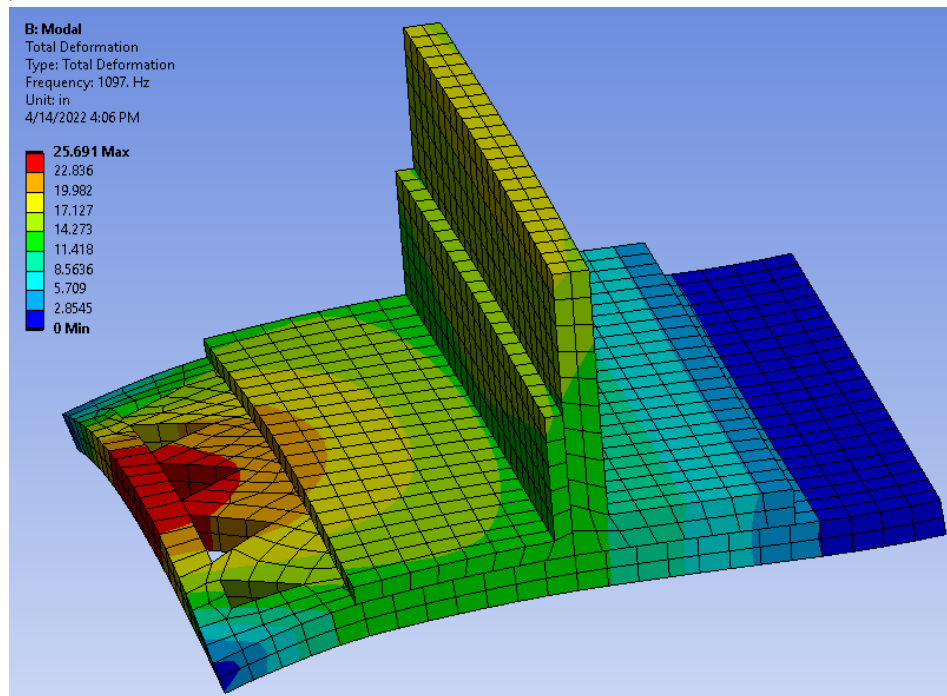 B: Modal
Total Deformation
Type: Total Deformation
Frequency: 1097. Hz
Unit: in
4/14/2022 4:06 PM
25.691 Max
22.836
19.982
17.127
14.273
11.418
8.5636
5.709
2.8545
0 Min